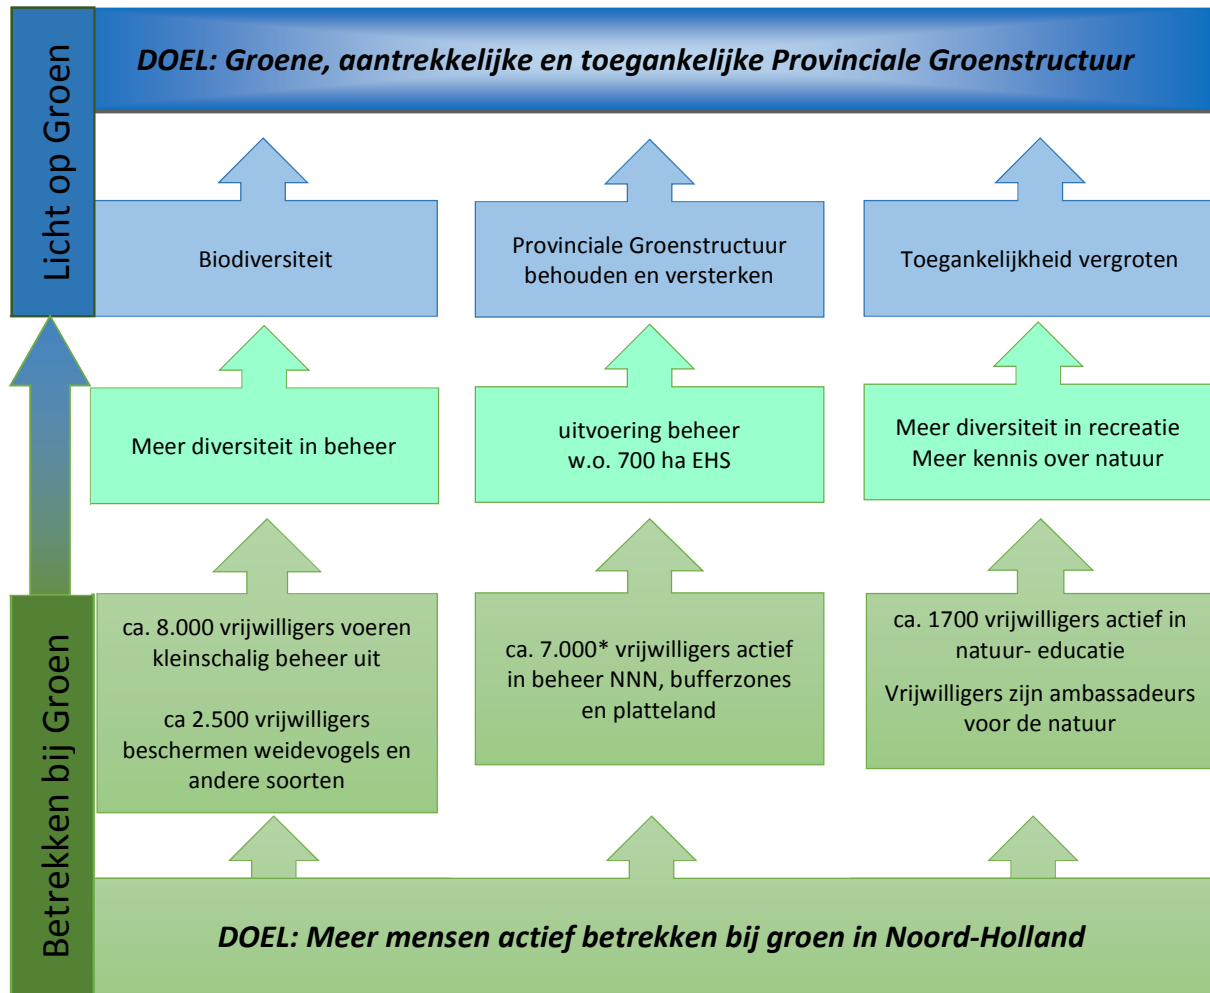 Licht op Groen
DOEL: Groene, aantrekkelijke en toegankelijke Provinciale Groenstructuur
Biodiversiteit
Provinciale Groenstructuur
behouden en versterken
Toegankelijkheid vergroten
Meer diversiteit in beheer
uitvoering beheer
w.o. 700 ha EHS
Meer diversiteit in recreatie
Meer kennis over natuur
Betrekken bij Groen
ca. 8.000 vrijwilligers voeren
kleinschalig beheer uit
ca 2.500 vrijwilligers
beschermen weidevogels en
andere soorten
ca. 7.000* vrijwilligers actief
in beheer NNN, bufferzones
en platteland
ca. 1700 vrijwilligers actief in
natuur- educatie
Vrijwilligers zijn ambassadeurs
voor de natuur
DOEL: Meer mensen actief betrekken bij groen in Noord-Holland